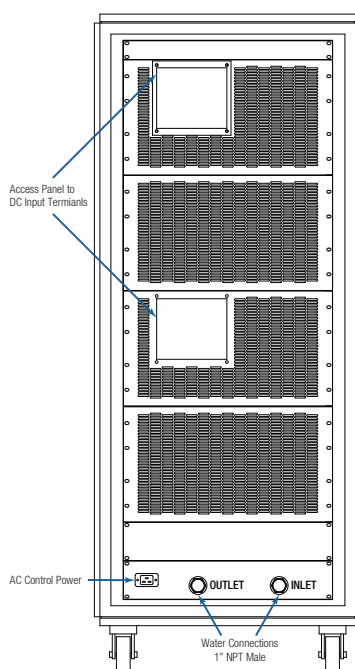 Access Panel to
DC Input Termianls
AC Control Power
OUTLET
INLET
Water Connections
1" NPT Male